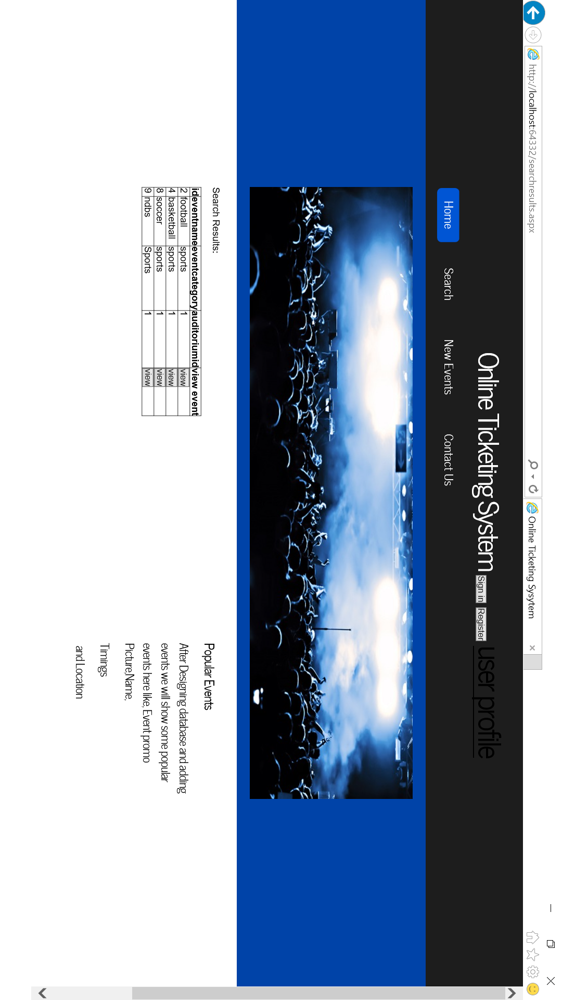 http://localhost:64332/searchresults.aspx
Online Ticketing Sysytem
Online Ticketing System Sign in Register user profile
Home Search New Events Contact Us
Search Results:
id eventname eventcategory auditoriumid view event
2 football sports 1 view
4 basketball sports 1 view
8 soccer sports 1 view
9 ndbs Sports 1 view
Popular Events
After Designing database and adding
events we will show some popular
events here like, Event promo
Picture,Name,
Timings
and Location